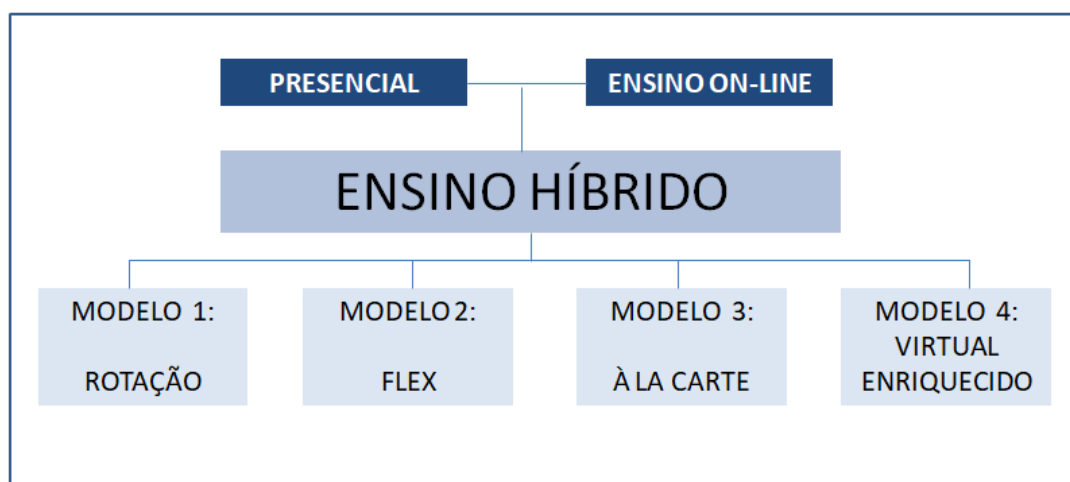 PRESENCIAL
ENSINO ON-LINE
ENSINO HÍBRIDO
MODELO 1:
ROTAÇÃO
MODELO 2:
FLEX
MODELO 3:
À LA CARTE
MODELO 4:
VIRTUAL
ENRIQUECIDO